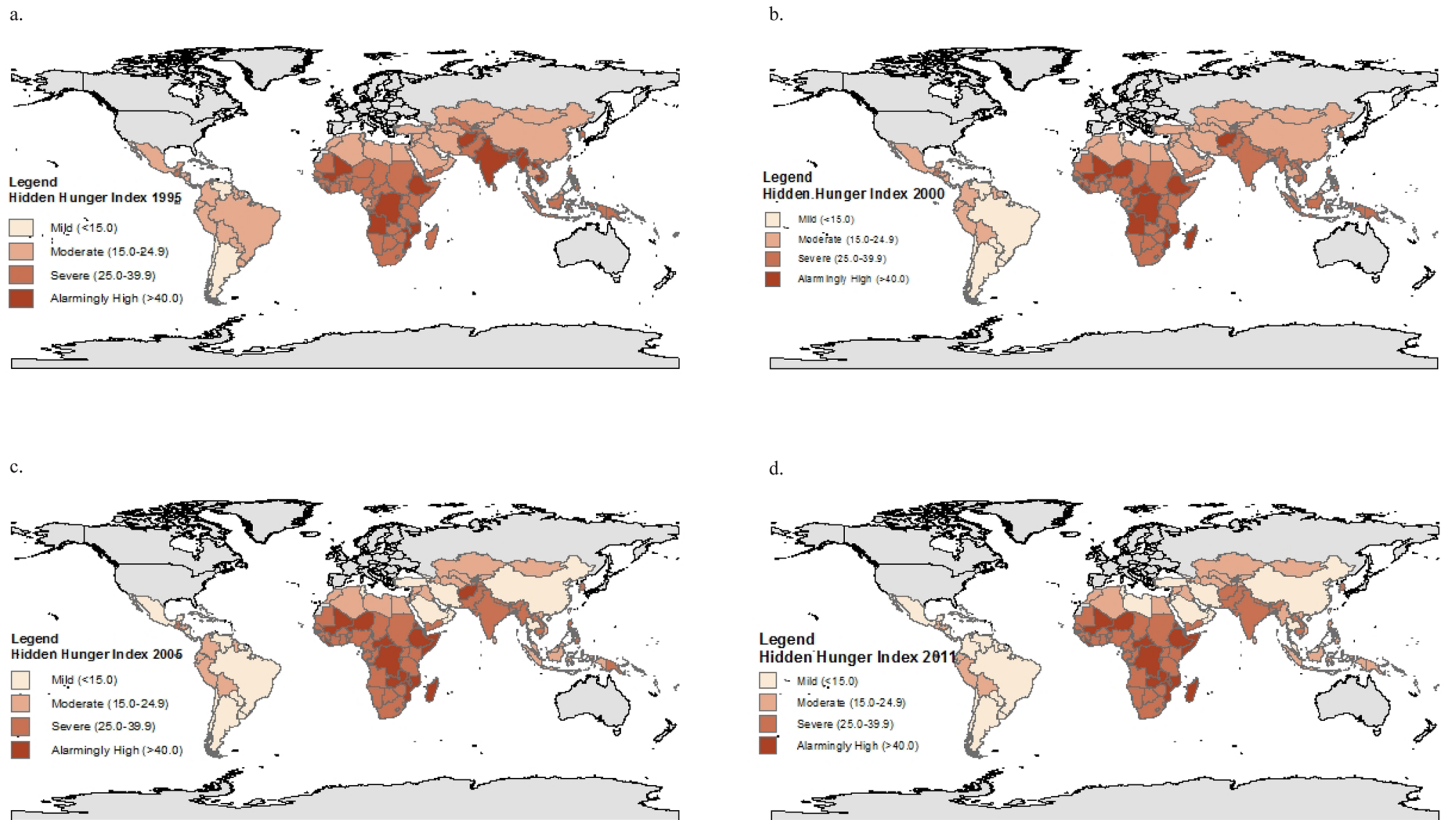 a.
Legend
Hidden Hunger Index 1995
Mild (<15.0)
Moderate (15.0-24.9)
Severe (25.0-39.9)
Alarmingly High (>40.0)
b.
Legend
Hidden Hunger Index 2000
Mild (<15.0)
Moderate (15.0-24.9)
Severe (25.0-39.9)
Alarmingly High (>40.0)
c.
Legend
Hidden Hunger Index 2005
Mild (<15.0)
Moderate (15.0-24.9)
Severe (25.0-39.9)
Alarmingly High (>40.0)
d.
Legend
Hidden Hunger Index 2011
Mild (<15.0)
Moderate (15.0-24.9)
Severe (25.0-39.9)
Alarmingly High (>40.0)